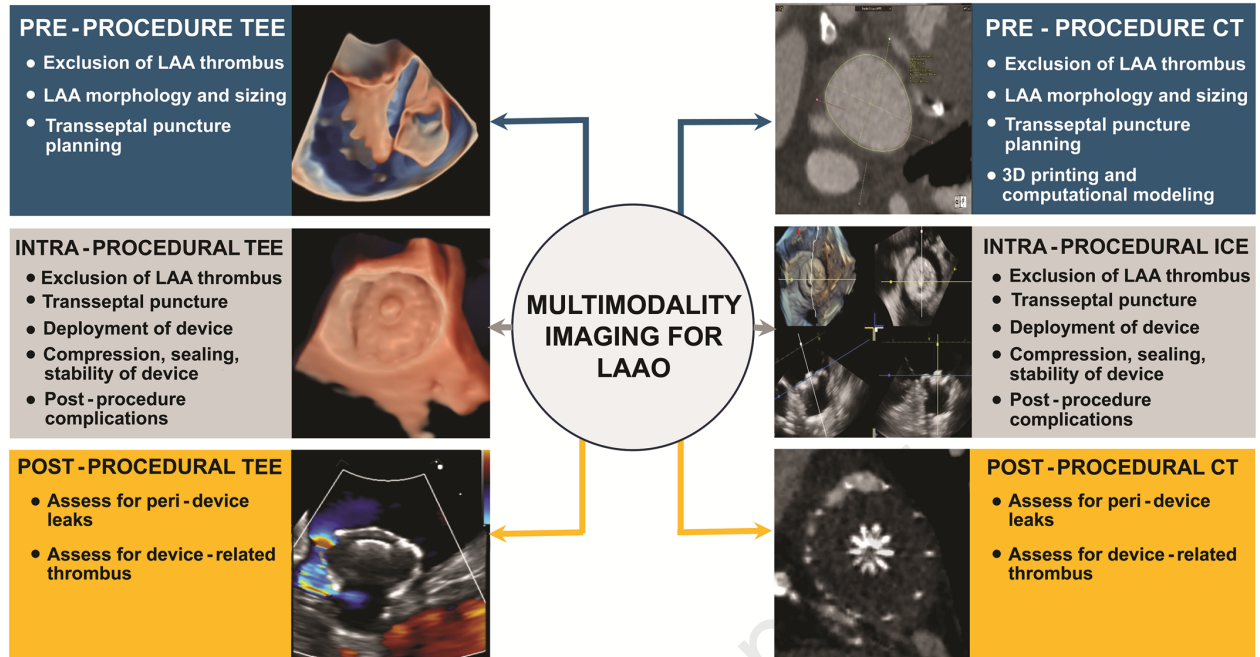 PRE - PROCEDURE TEE
• Exclusion of LAA thrombus
• LAA morphology and sizing
• Transseptal puncture
planning
PRE - PROCEDURE CT
• Exclusion of LAA thrombus
• LAA morphology and sizing
• Transseptal puncture
planning
• 3D printing and
computational modeling
MULTIMODALITY
IMAGING FOR
LAAO
INTRA - PROCEDURAL TEE
• Exclusion of LAA thrombus
• Transseptal puncture
• Deployment of device
• Compression, sealing,
stability of device
• Post - procedure
complications
INTRA - PROCEDURAL ICE
• Exclusion of LAA thrombus
• Transseptal puncture
• Deployment of device
• Compression, sealing,
stability of device
• Post - procedure
complications
POST - PROCEDURAL TEE
• Assess for peri - device
leaks
• Assess for device - related
thrombus
POST - PROCEDURAL CT
• Assess for peri - device
leaks
• Assess for device - related
thrombus